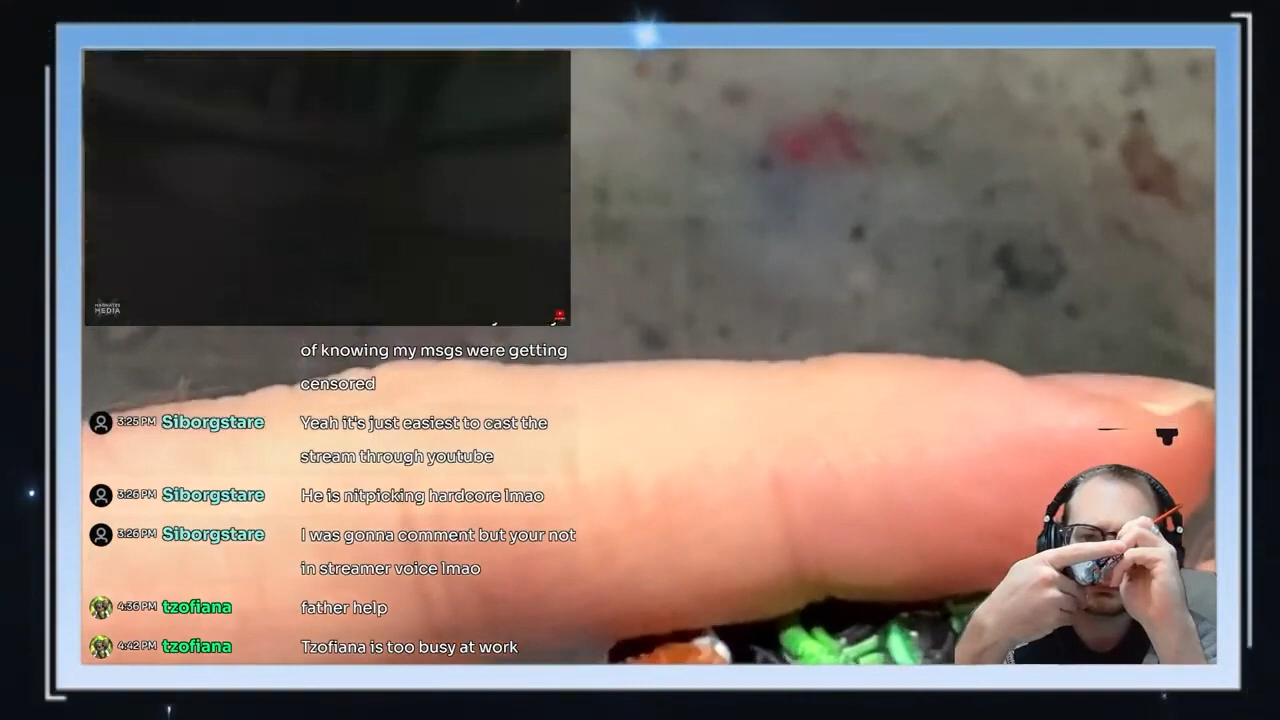 MAGNATES
MEDIA
of knowing my msgs were getting
censored
3:25 PM Siborgstare Yeah it's just easiest to cast the
stream through youtube
3:26 PM Siborgstare He is nitpicking hardcore lmao
3:26 PM Siborgstare I was gonna comment but your not
in streamer voice lmao
4:36 PM tzofiana father help
4:42 PM tzofiana Tzofiana is too busy at work